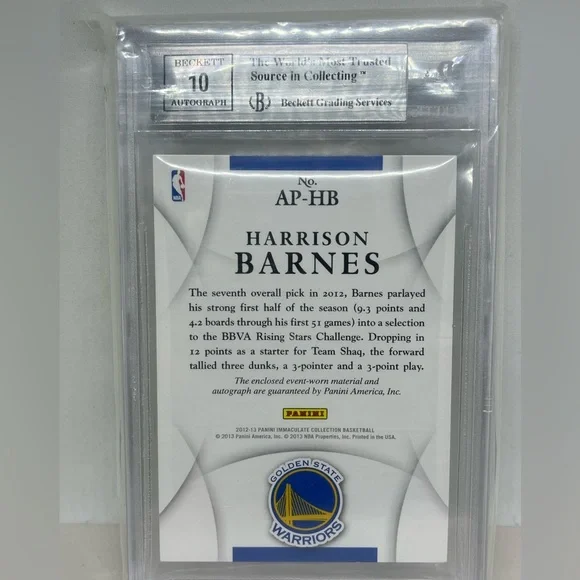 BECKETT
10
AUTOGRAPH
The World's Most Trusted
Source in Collecting™
B Beckett Grading Services
NBA
No.
AP-HB
HARRISON
BARNES
The seventh overall pick in 2012, Barnes parlayed
his strong first half of the season (9.3 points and
4.2 boards through his first 51 games) into a selection
to the BBVA Rising Stars Challenge. Dropping in
12 points as a starter for Team Shaq, the forward
tallied three dunks, a 3-pointer and a 3-point play.
The enclosed event-worn material and
autograph are guaranteed by Panini America, Inc.
PANINI
2012-13 PANINI IMMACULATE COLLECTION BASKETBALL
© 2013 Panini America, Inc. © 2013 NBA Properties, Inc. Printed in the USA.
GOLDEN STATE
WARRIORS